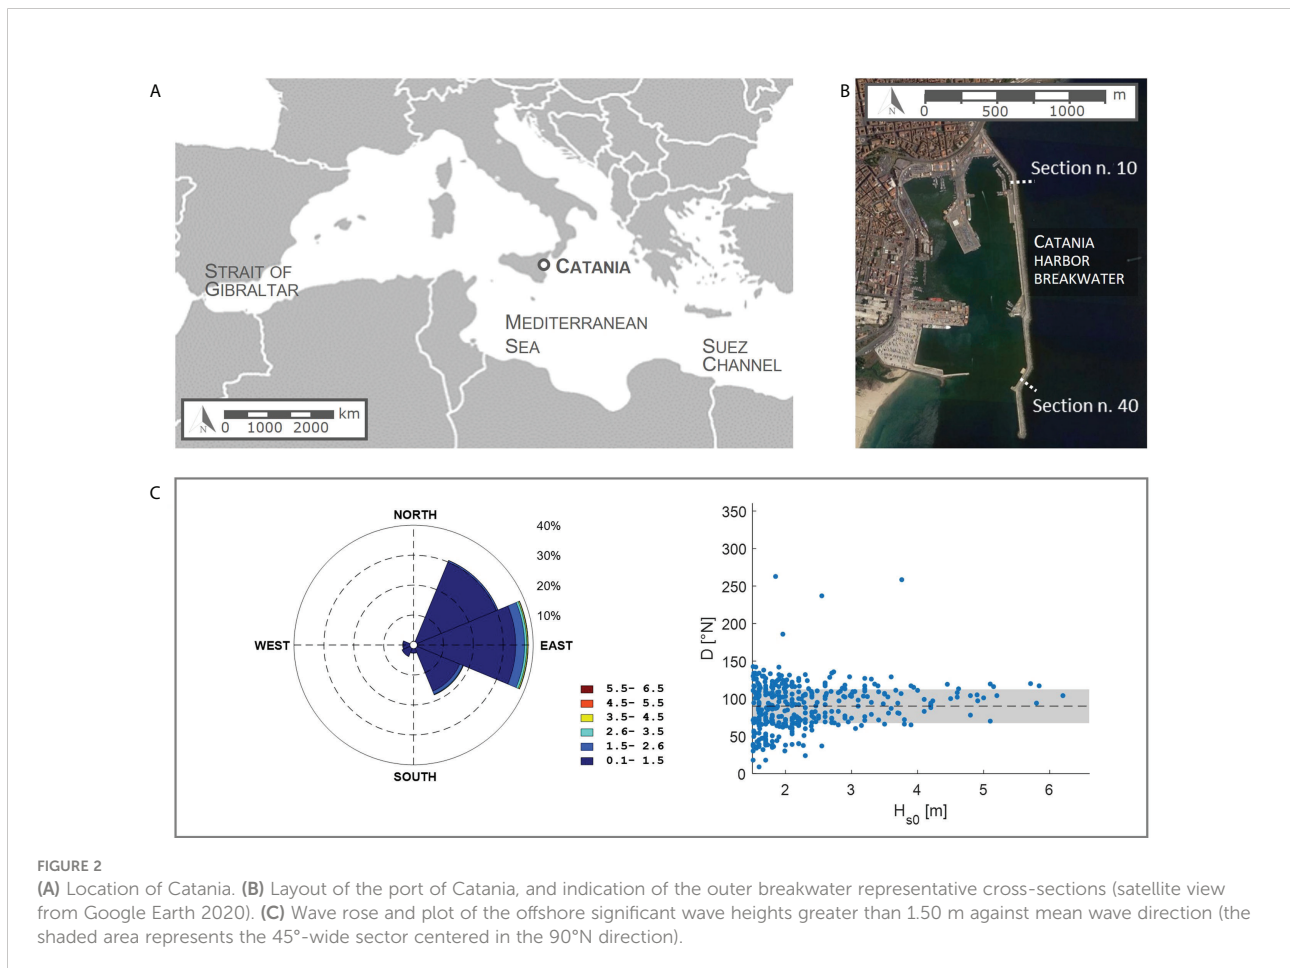 A
STRAIT OF
GIBRALTAR
CATANIA
MEDITERRANEAN
SEA
SUEZ
CHANNEL
N
km
0 1000 2000
B
N
m
0 500 1000
Section n. 10
CATANIA
HARBOR
BREAKWATER
Section n. 40
C
NORTH
40%
30%
20%
10%
WEST
EAST
SOUTH
5.5- 6.5
4.5- 5.5
3.5- 4.5
2.6- 3.5
1.5- 2.6
0.1- 1.5
350
300
250
200
150
100
50
0
D [°N]
2 3 4 5 6
Hs0 [m]
FIGURE 2
(A) Location of Catania. (B) Layout of the port of Catania, and indication of the outer breakwater representative cross-sections (satellite view
from Google Earth 2020). (C) Wave rose and plot of the offshore significant wave heights greater than 1.50 m against mean wave direction (the
shaded area represents the 45°-wide sector centered in the 90°N direction).